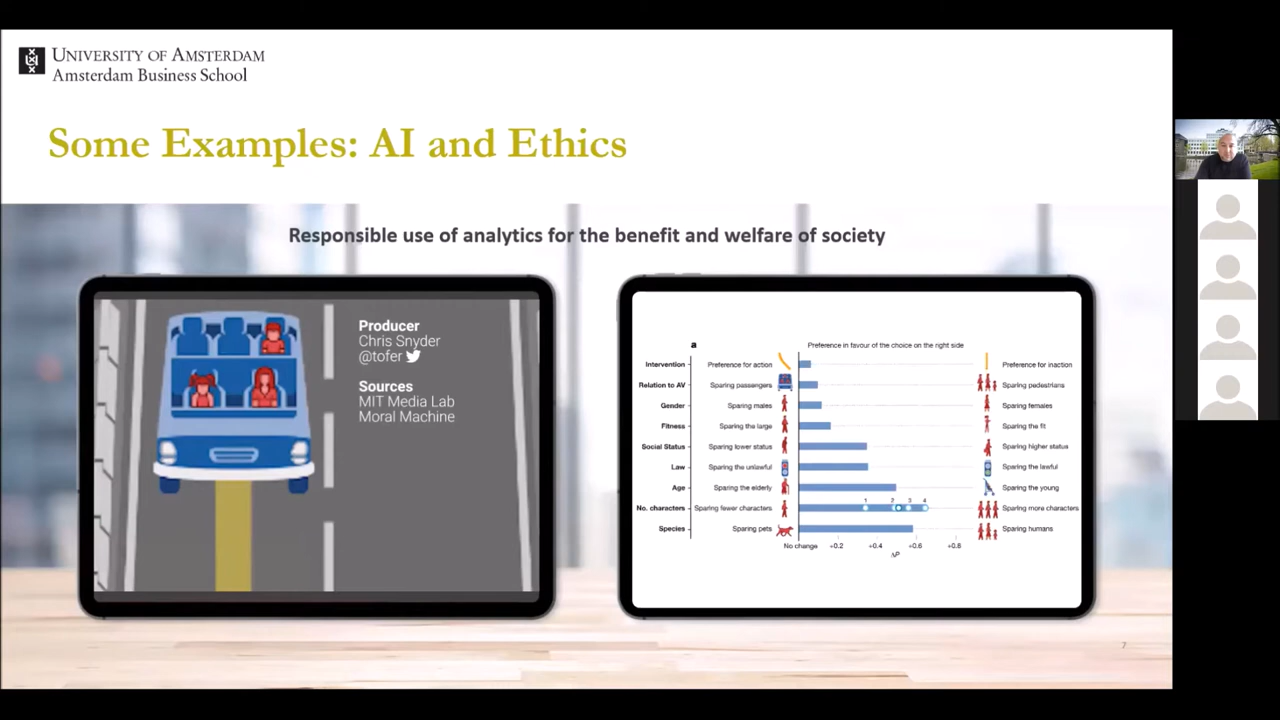 UNIVERSITY OF AMSTERDAM
Amsterdam Business School
Some Examples: AI and Ethics
Responsible use of analytics for the benefit and welfare of society
Producer
Chris Snyder
@tofer
Sources
MIT Media Lab
Moral Machine
a
Preference in favour of the choice on the right side
Intervention Preference for action Preference for inaction
Relation to AV Sparing passengers Sparing pedestrians
Gender Sparing males Sparing females
Fitness Sparing the large Sparing the fit
Social Status Sparing lower status Sparing higher status
Law Sparing the unlawful Sparing the lawful
Age Sparing the elderly Sparing the young
1 2 3 4
No. characters Sparing fewer characters Sparing more characters
Species Sparing pets Sparing humans
No change +0.2 +0.4 +0.6 +0.8
ΔP
7